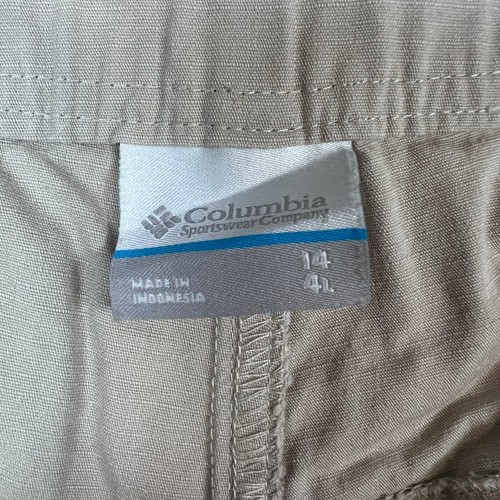 Columbia
Sportswear Company
14
4L
MADE IN
INDONESIA